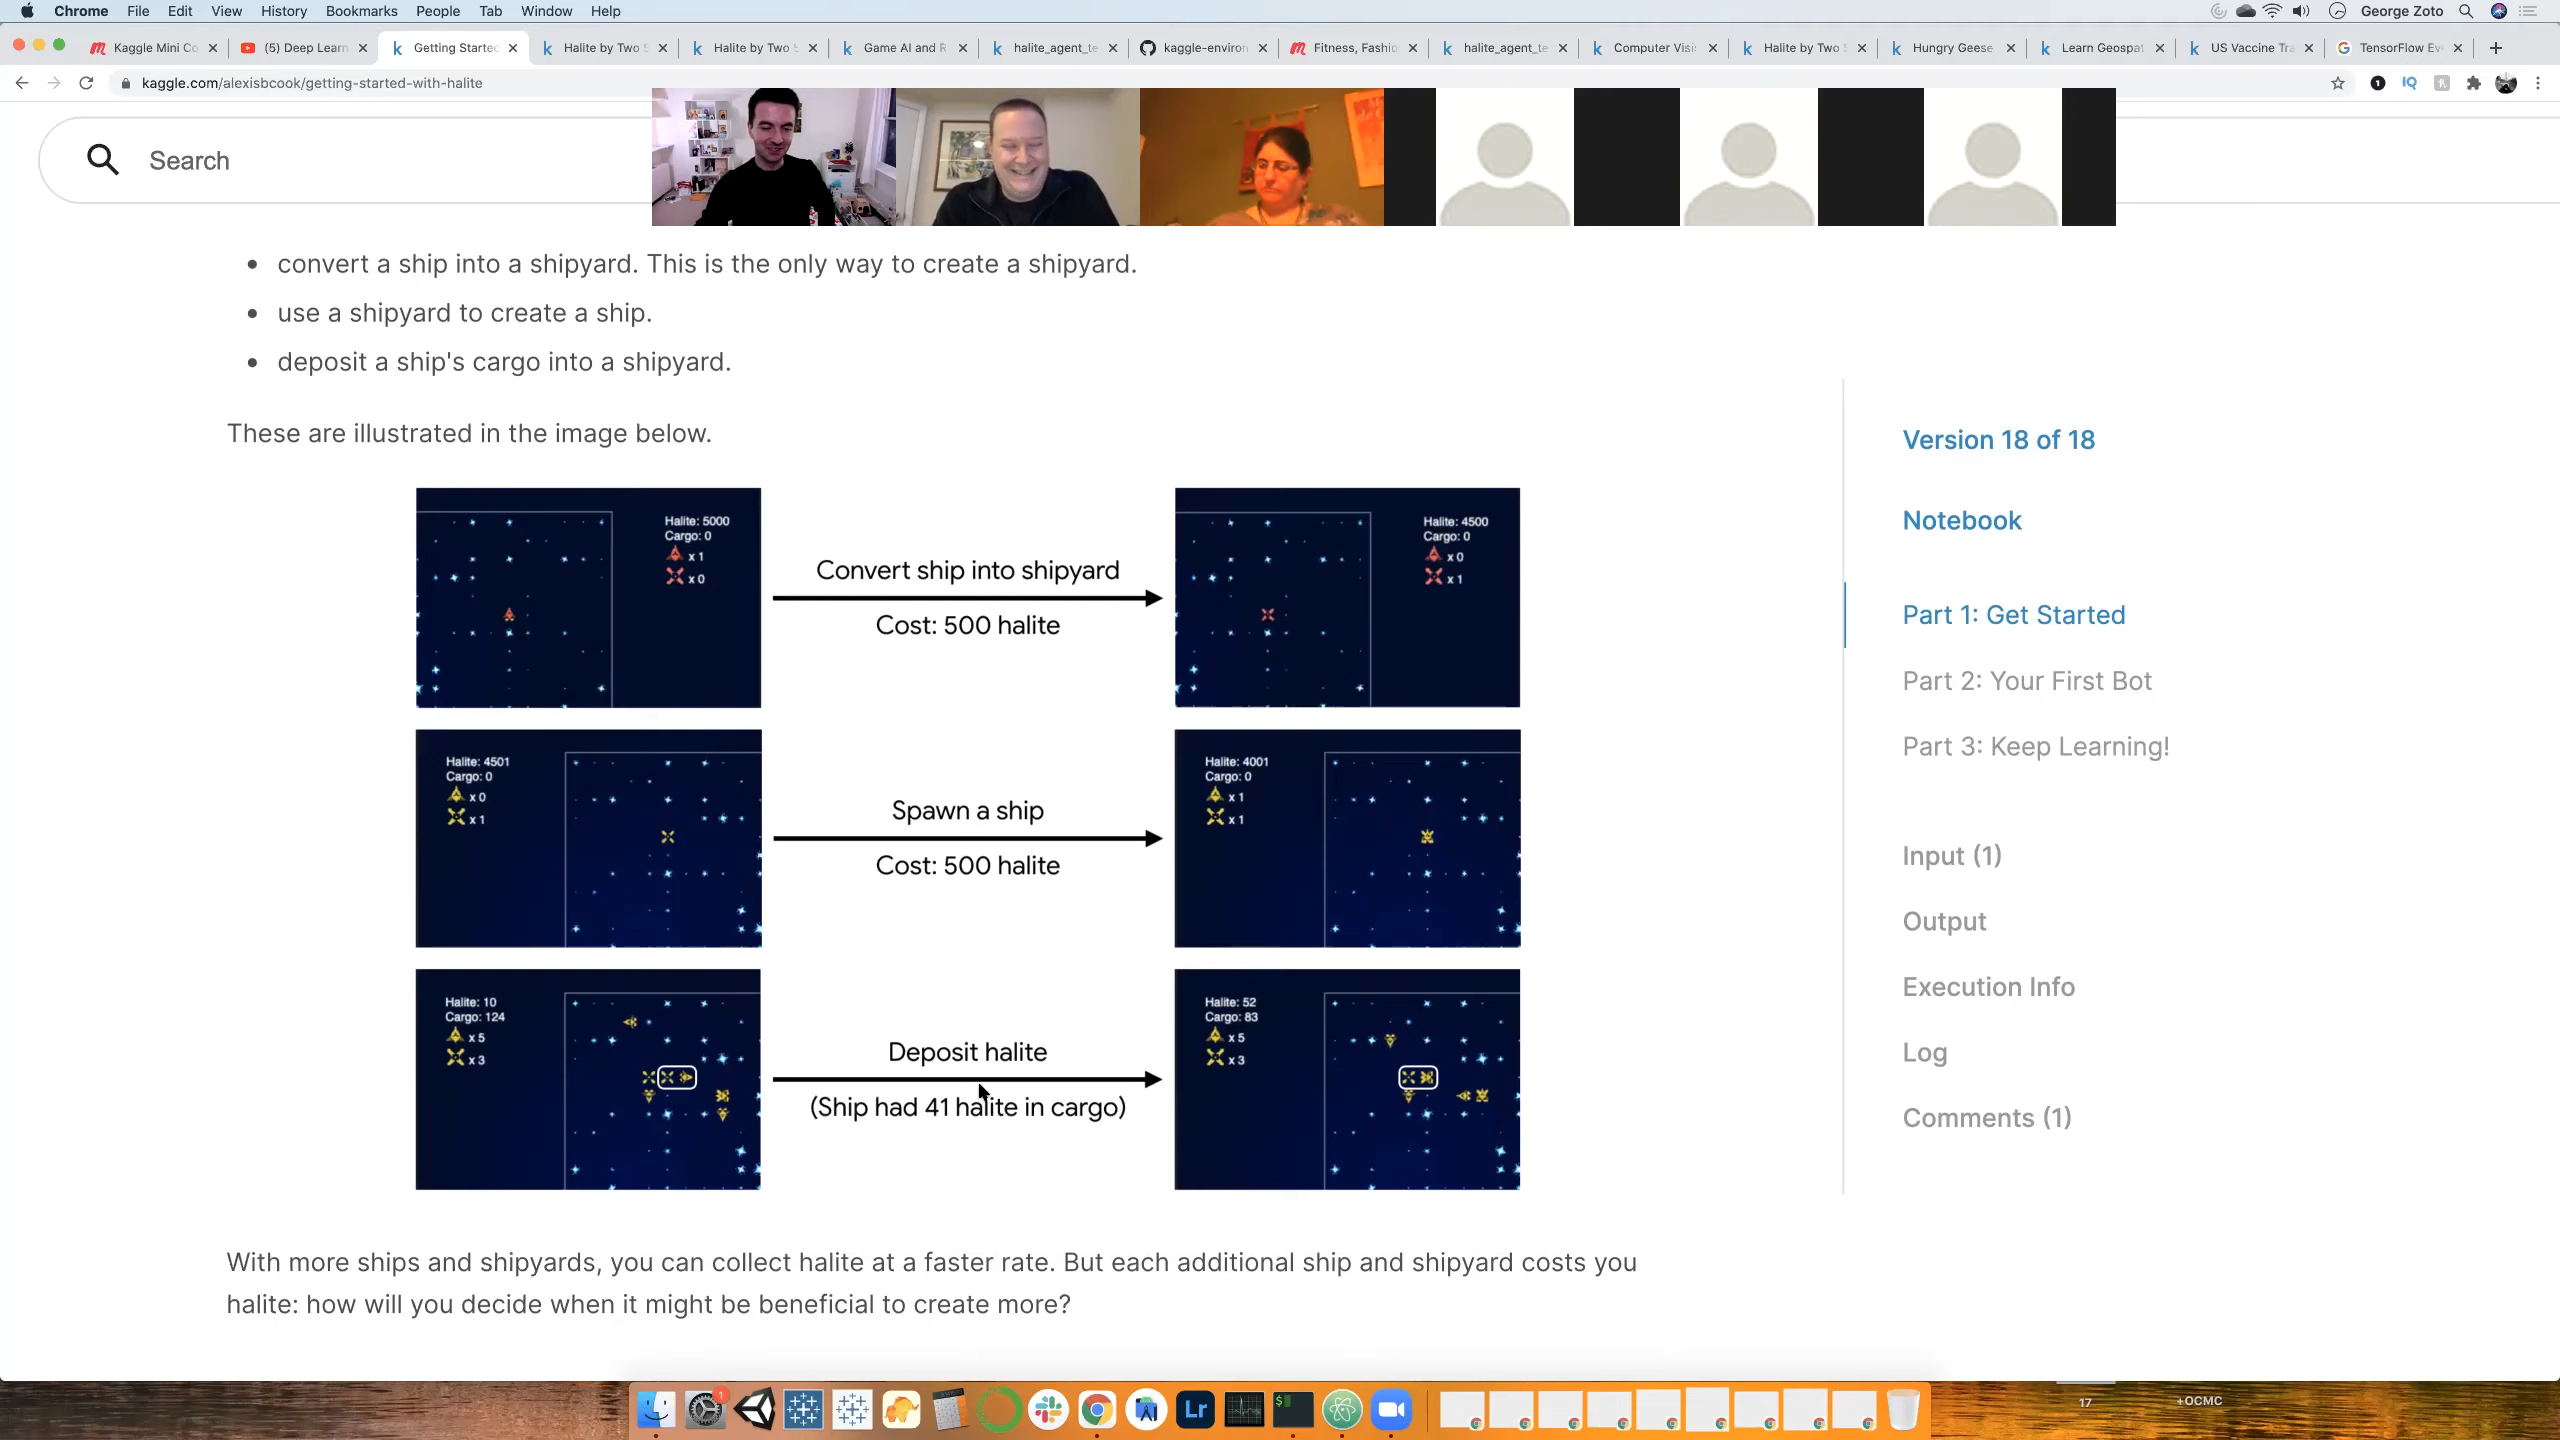 Chrome File Edit View History Bookmarks People Tab Window Help George Zoto
Kaggle Mini Co (5) Deep Learn Getting Started Halite by Two S Halite by Two S Game AI and R halite_agent_te kaggle-environ Fitness, Fashio halite_agent_te Computer Visi Halite by Two S Hungry Geese Learn Geospat US Vaccine Tra TensorFlow Ev
kaggle.com/alexisbcook/getting-started-with-halite
Search
• convert a ship into a shipyard. This is the only way to create a shipyard.
• use a shipyard to create a ship.
• deposit a ship's cargo into a shipyard.
These are illustrated in the image below.
Halite: 5000
Cargo: 0
x 1
x 0
Convert ship into shipyard
Cost: 500 halite
Halite: 4500
Cargo: 0
x 0
x 1
Halite: 4501
Cargo: 0
x 0
x 1
Spawn a ship
Cost: 500 halite
Halite: 4001
Cargo: 0
x 1
x 1
Halite: 10
Cargo: 124
x 5
x 3
Deposit halite
(Ship had 41 halite in cargo)
Halite: 52
Cargo: 83
x 5
x 3
With more ships and shipyards, you can collect halite at a faster rate. But each additional ship and shipyard costs you
halite: how will you decide when it might be beneficial to create more?
Version 18 of 18
Notebook
Part 1: Get Started
Part 2: Your First Bot
Part 3: Keep Learning!
Input (1)
Output
Execution Info
Log
Comments (1)
1
Lr
17
+OCMC